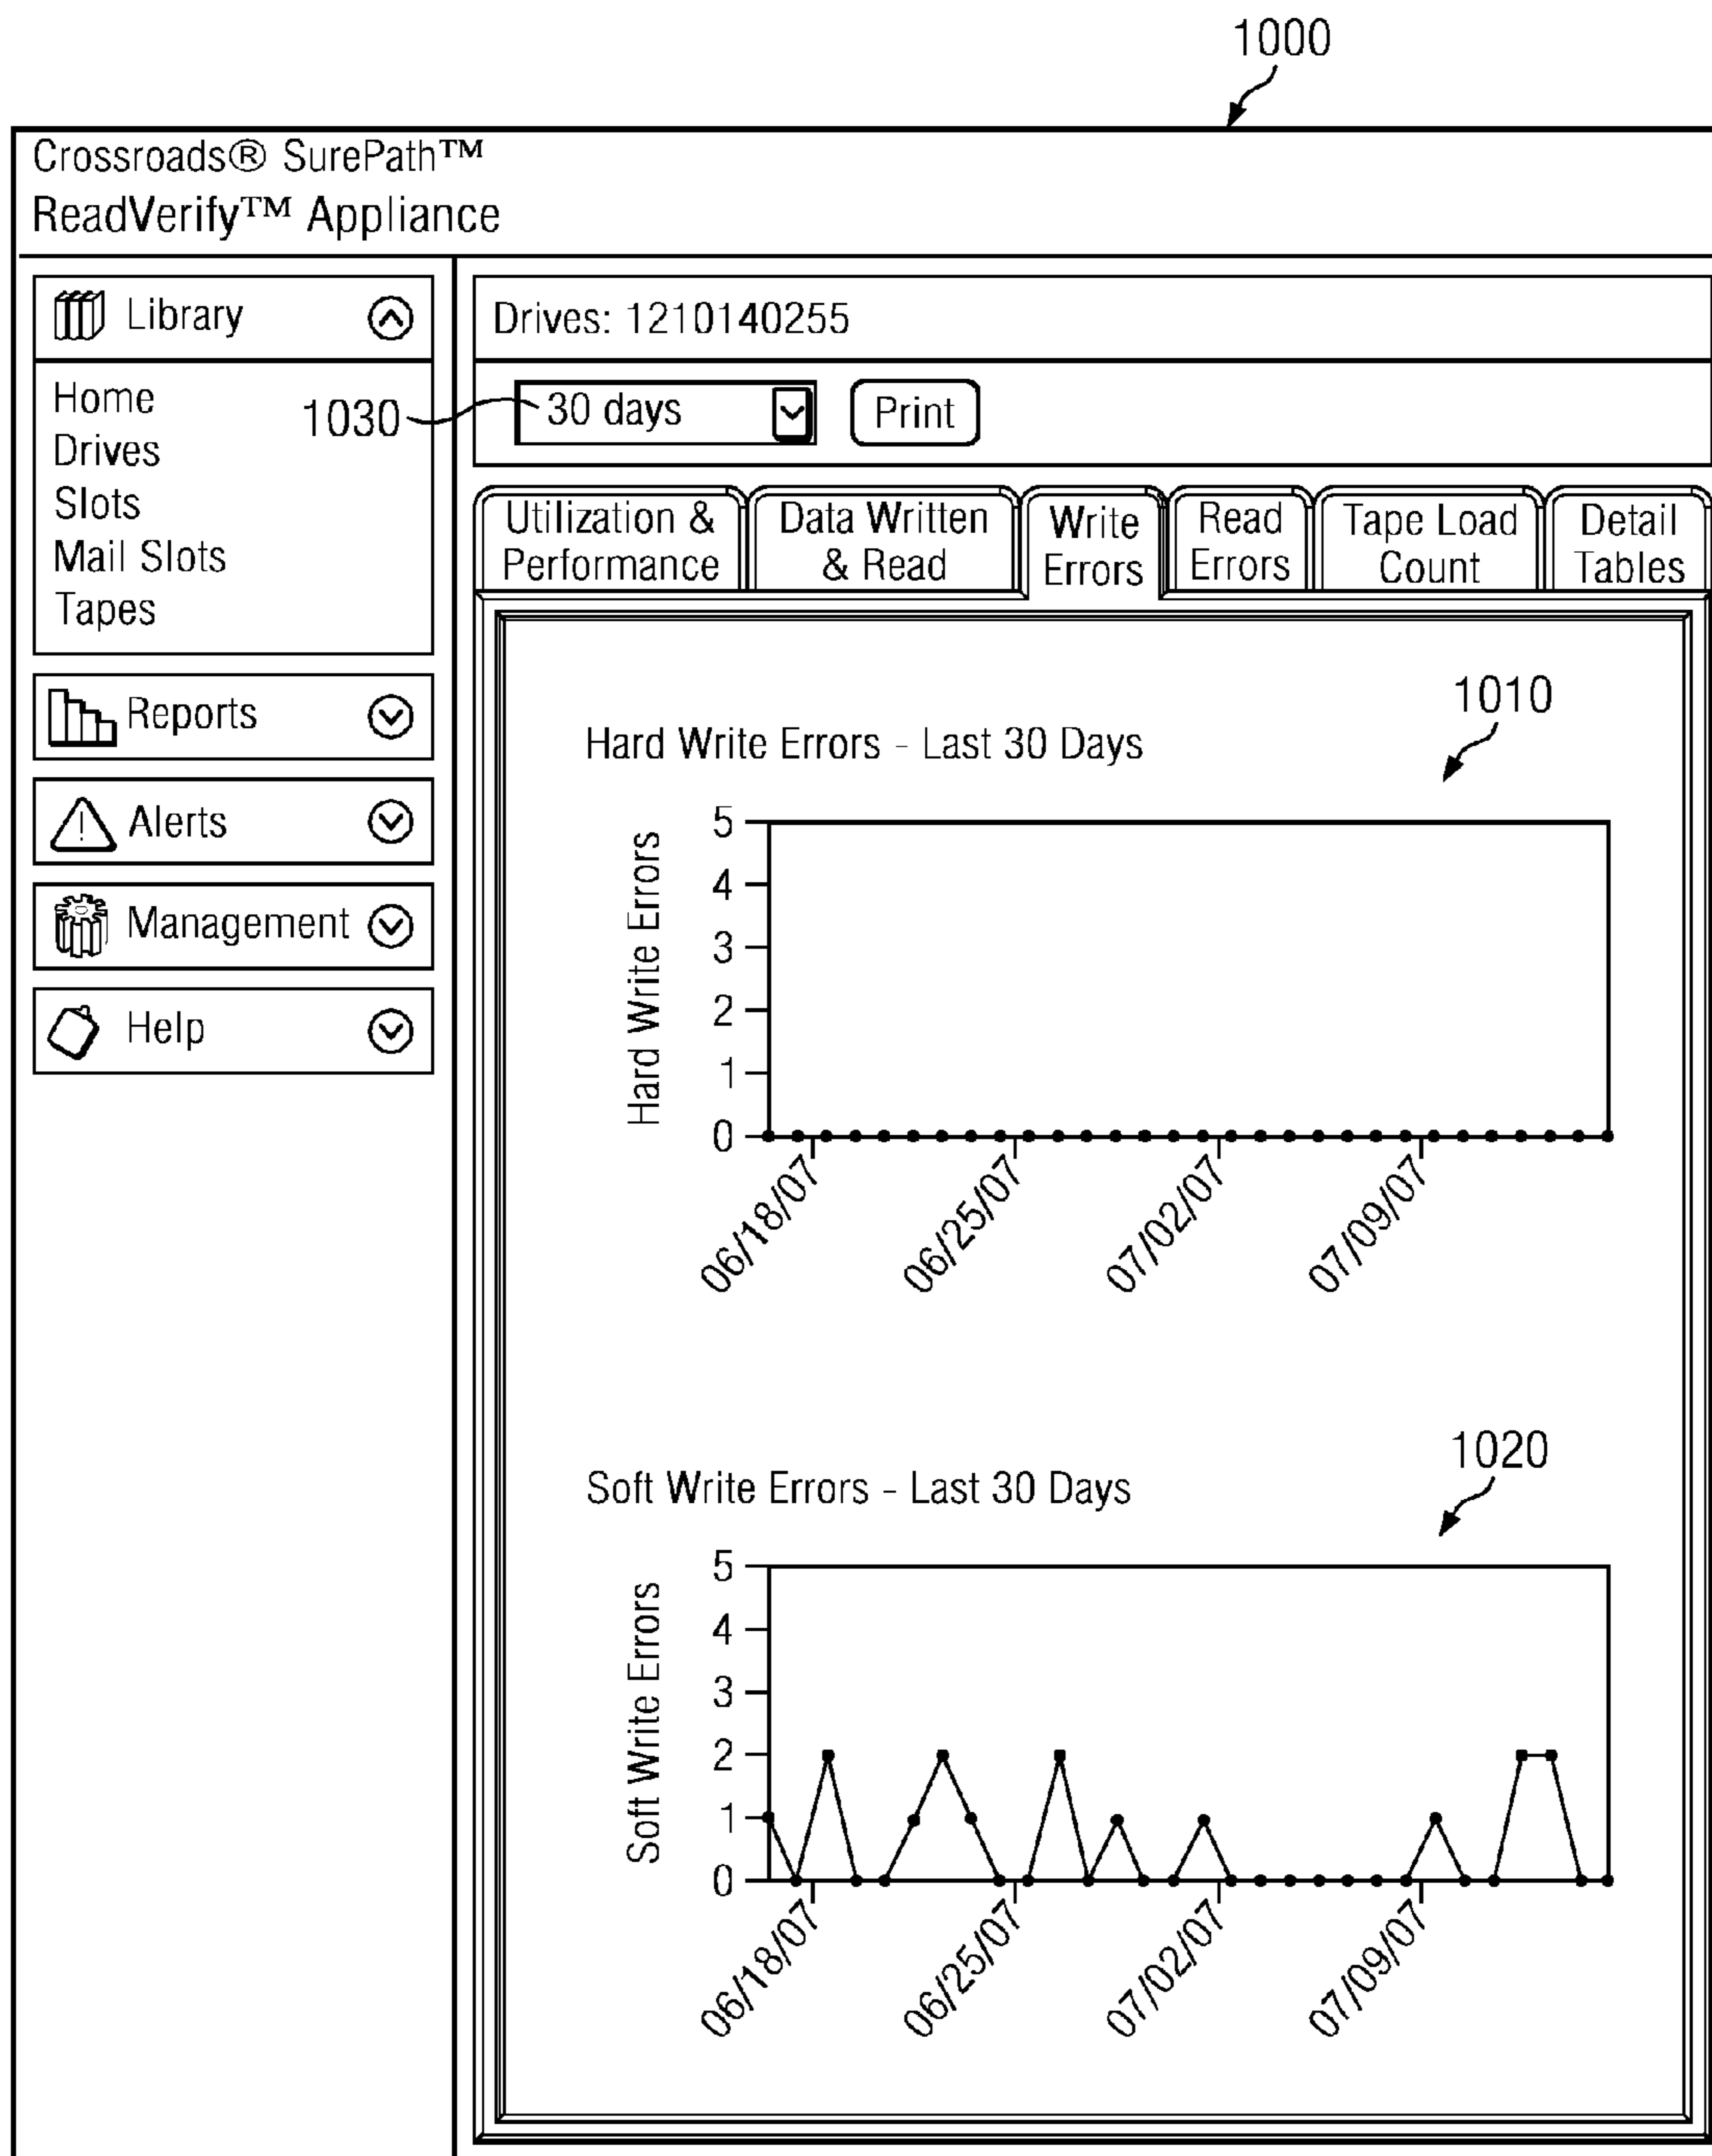 1000
Crossroads® SurePath™
ReadVerify™ Appliance
Library
Home
Drives
Slots
Mail Slots
Tapes
Reports
Alerts
Management
Help
Drives: 1210140255
1030
30 days
Print
Utilization &
Performance
Data Written
& Read
Write
Errors
Read
Errors
Tape Load
Count
Detail
Tables
1010
Hard Write Errors - Last 30 Days
Hard Write Errors
5
4
3
2
1
0
06/18/07
06/25/07
07/02/07
07/09/07
1020
Soft Write Errors - Last 30 Days
Soft Write Errors
5
4
3
2
1
0
06/18/07
06/25/07
07/02/07
07/09/07